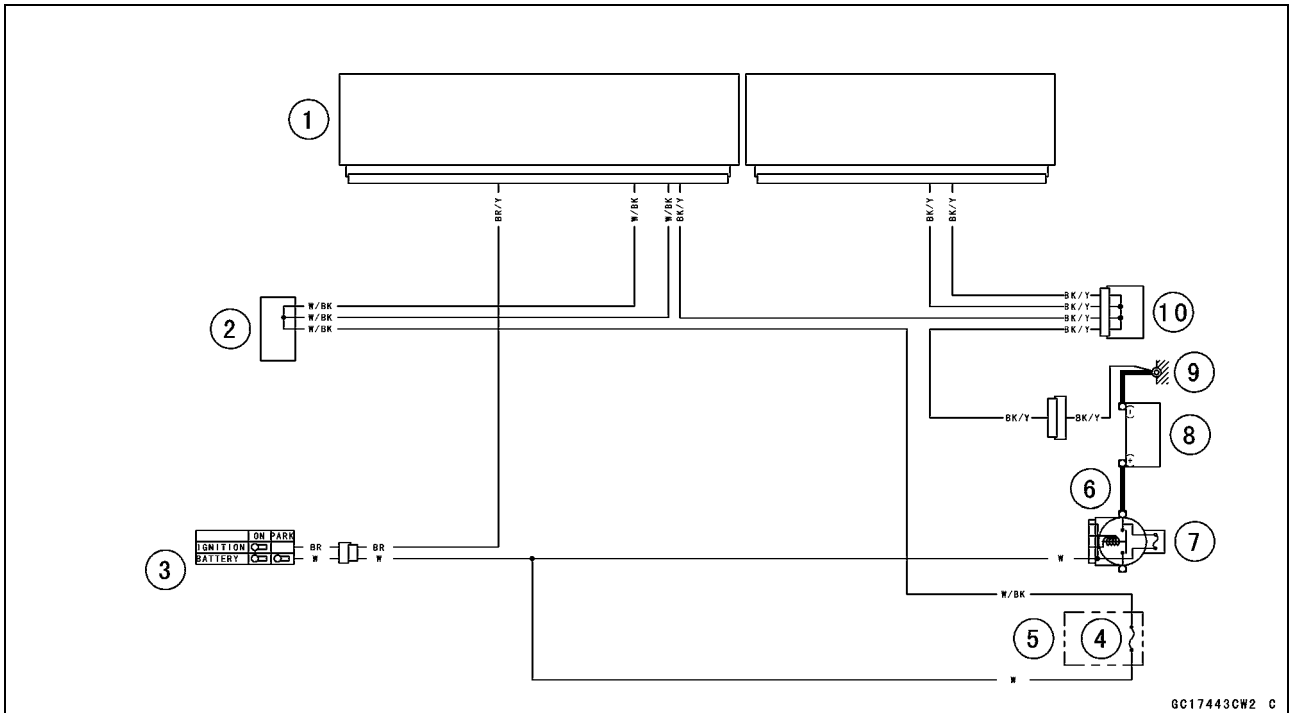 1
BR/Y
W/BK
W/BK
BK/Y
BK/Y
BK/Y
2
W/BK
W/BK
W/BK
BK/Y
BK/Y
BK/Y
BK/Y
10
9
BK/Y
BK/Y
(-)
8
(+)
6
3
ON PARK
IGNITION
BATTERY
BR
W
BR
W
W
7
W/BK
5
4
W
GC17443CW2 C